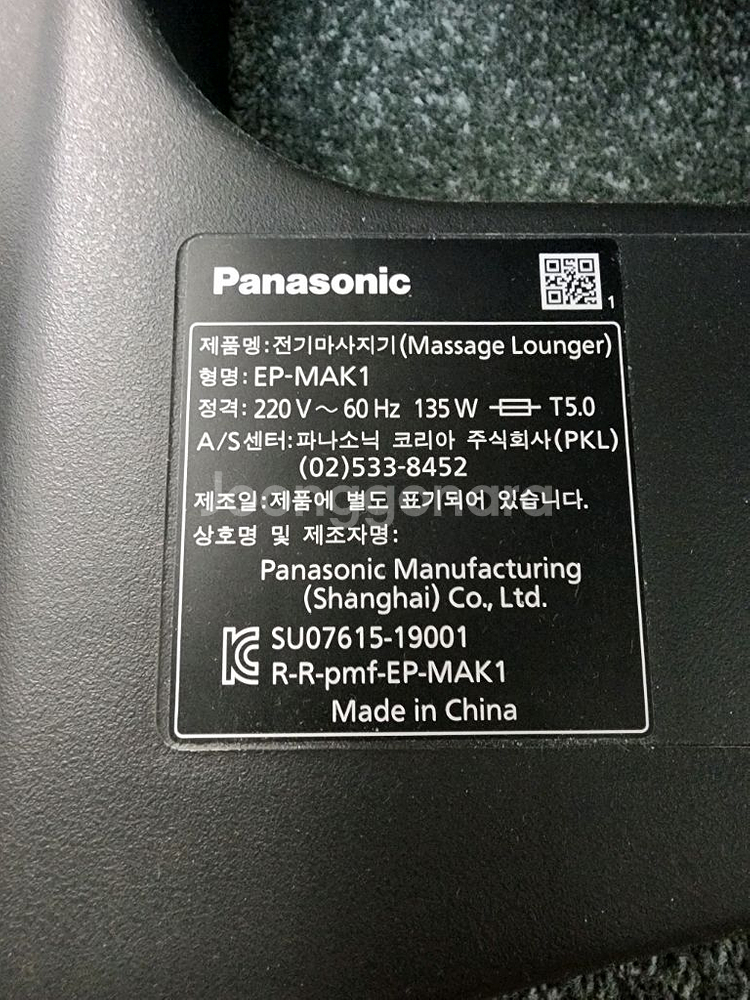 Panasonic
1
제품명:전기마사지기(Massage Lounger)
형명:EP-MAK1
정격:220 V～60 Hz 135 W T5.0
A/S센터:파나소닉 코리아 주식회사(PKL)
(02)533-8452
제조일:제품에 별도 표기되어 있습니다.
joonggonara
상호명 및 제조자명:
Panasonic Manufacturing
(Shanghai) Co., Ltd.
SU07615-19001
R-R-pmf-EP-MAK1
Made in China